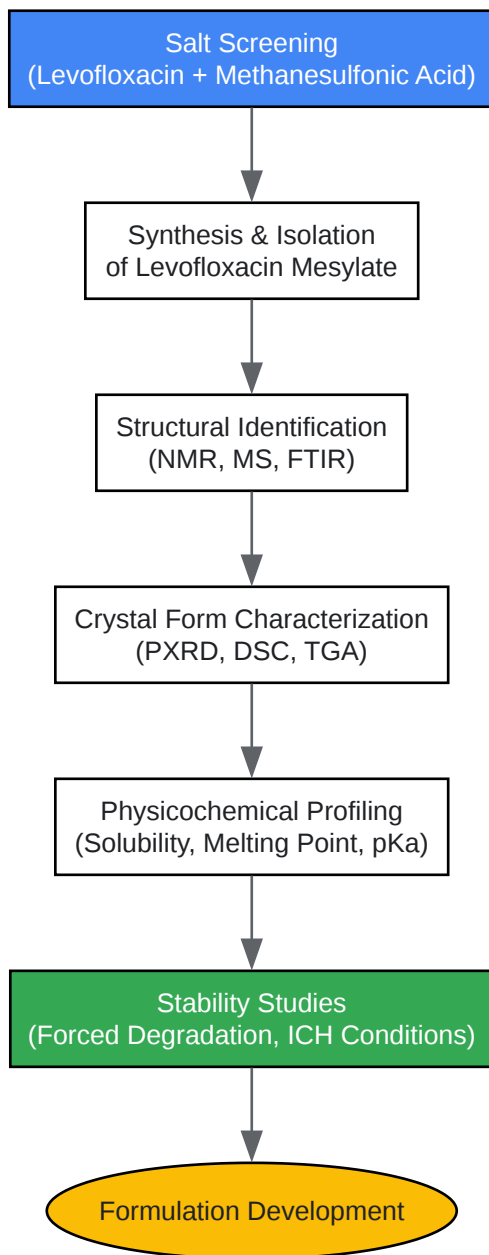 Salt Screening
(Levofloxacin + Methanesulfonic Acid)
Synthesis & Isolation
of Levofloxacin Mesylate
Structural Identification
(NMR, MS, FTIR)
Crystal Form Characterization
(PXRD, DSC, TGA)
Physicochemical Profiling
(Solubility, Melting Point, pKa)
Stability Studies
(Forced Degradation, ICH Conditions)
Formulation Development